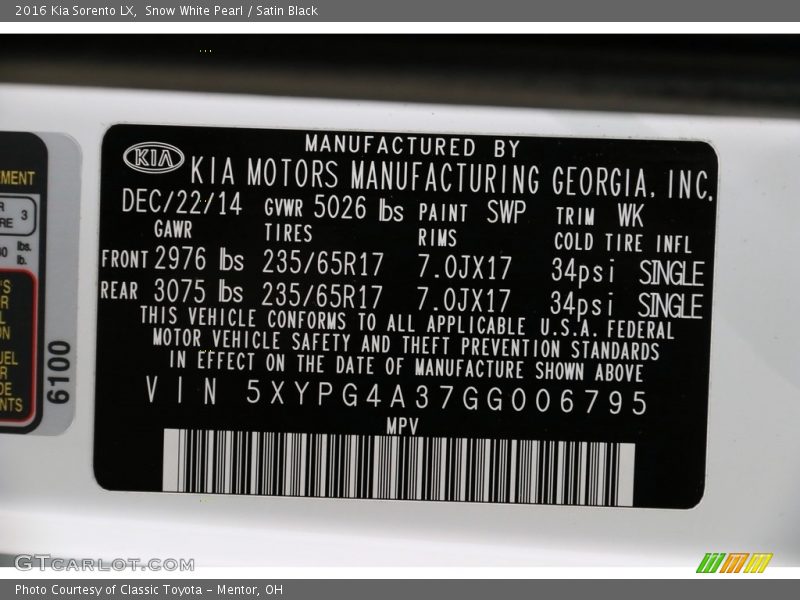 2016 Kia Sorento LX,  Snow White Pearl / Satin Black
MANUFACTURED BY
KIA KIA MOTORS MANUFACTURING GEORGIA, INC.
DEC/22/14 GVWR 5026 lbs PAINT SWP TRIM WK
GAWR TIRES RIMS COLD TIRE INFL
FRONT 2976 lbs 235/65R17 7.0JX17 34psi SINGLE
REAR 3075 lbs 235/65R17 7.0JX17 34psi SINGLE
THIS VEHICLE CONFORMS TO ALL APPLICABLE U.S.A. FEDERAL
MOTOR VEHICLE SAFETY AND THEFT PREVENTION STANDARDS
IN EFFECT ON THE DATE OF MANUFACTURE SHOWN ABOVE
VIN 5XYPG4A37GG006795
MPV
6100
3
lbs.
lb.
GTcarlot.com
Photo Courtesy of Classic Toyota - Mentor, OH